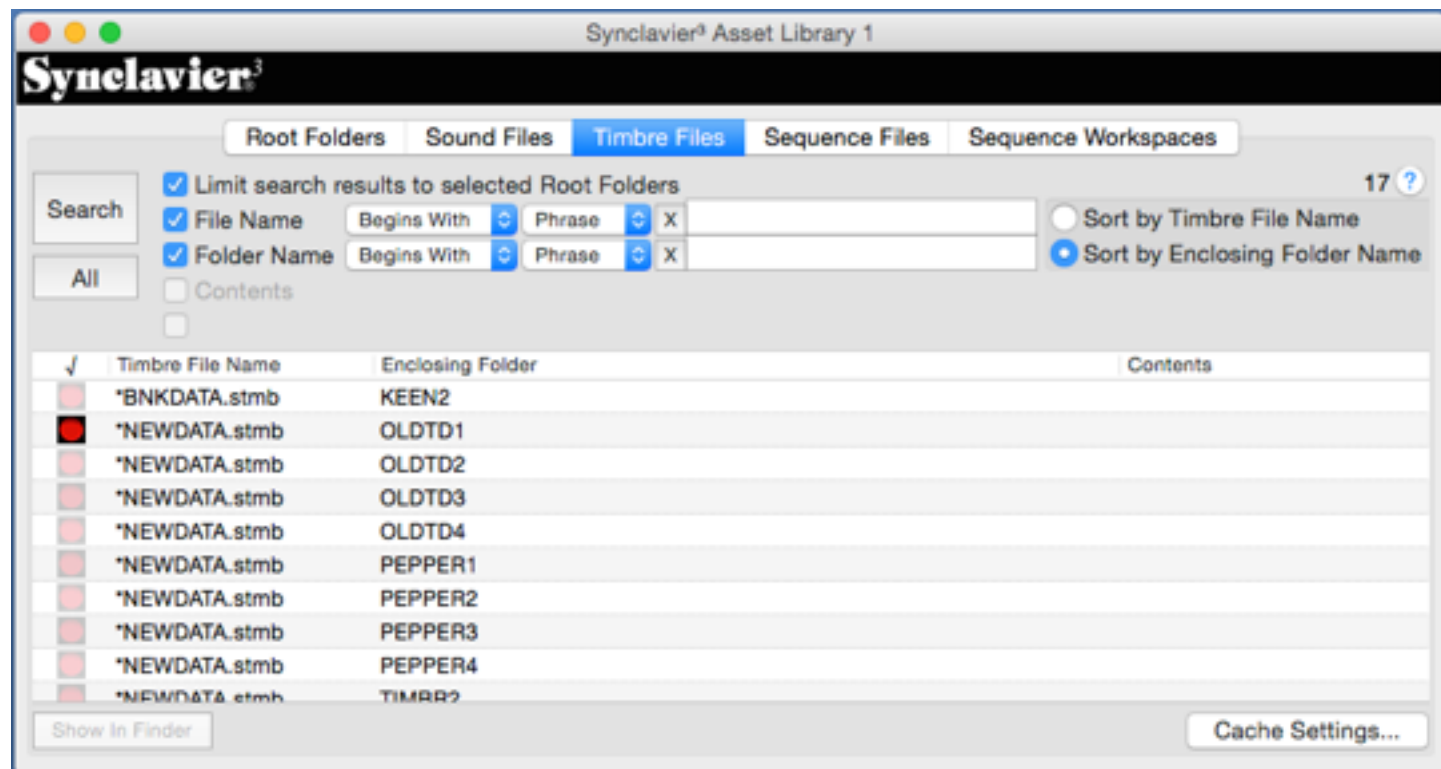 Synclavier³ Asset Library 1
Synclavier³®
Root Folders Sound Files Timbre Files Sequence Files Sequence Workspaces
Search Limit search results to selected Root Folders 17 ?
File Name Begins With Phrase X Sort by Timbre File Name
Folder Name Begins With Phrase X Sort by Enclosing Folder Name
All Contents
√ Timbre File Name Enclosing Folder Contents
*BNKDATA.stmb KEEN2
*NEWDATA.stmb OLDTD1
*NEWDATA.stmb OLDTD2
*NEWDATA.stmb OLDTD3
*NEWDATA.stmb OLDTD4
*NEWDATA.stmb PEPPER1
*NEWDATA.stmb PEPPER2
*NEWDATA.stmb PEPPER3
*NEWDATA.stmb PEPPER4
*NEWDATA.stmb TIMBR2
Show In Finder Cache Settings...